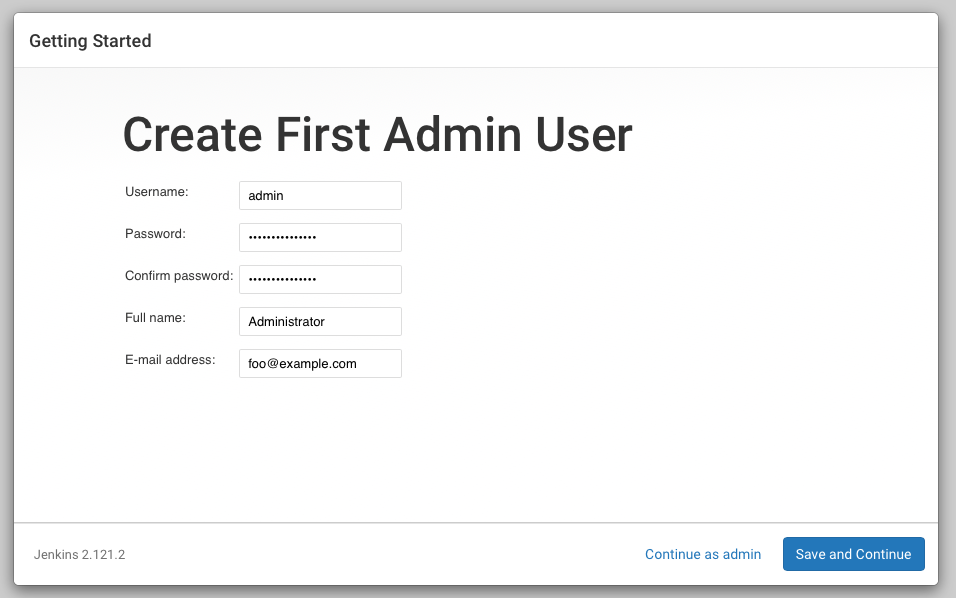 Getting Started
Create First Admin User
Username: admin
Password: •••••••••••••••
Confirm password: •••••••••••••••
Full name: Administrator
E-mail address: foo@example.com
Jenkins 2.121.2 Continue as admin Save and Continue